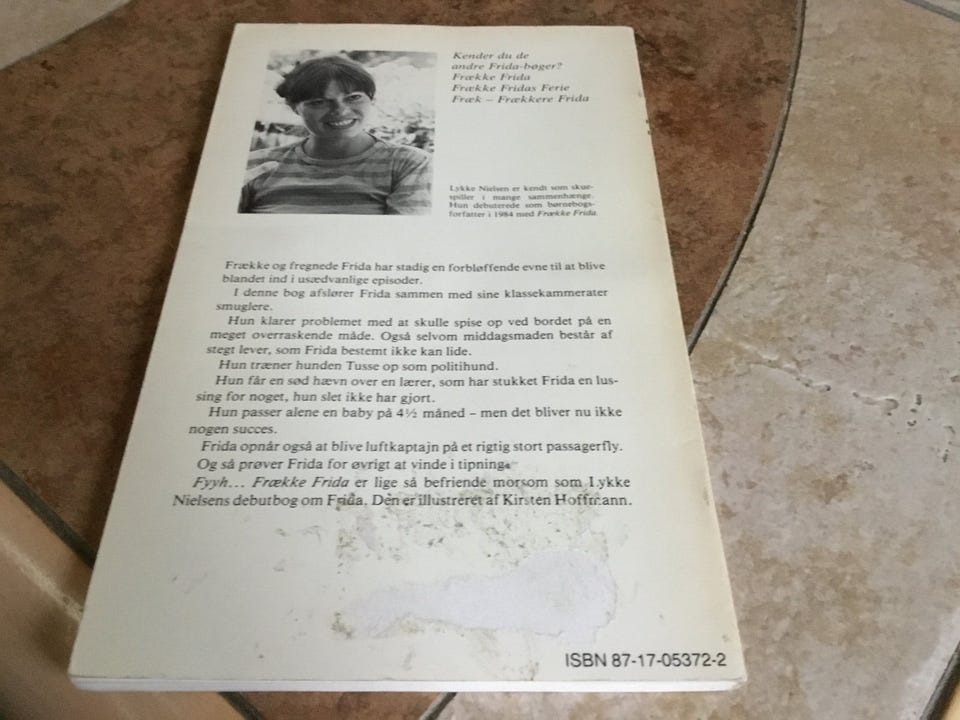 Kender du de
andre Frida-bøger?
Frække Frida
Frække Fridas Ferie
Fræk – Frækkere Frida
Lykke Nielsen er kendt som skue-
spiller i mange sammenhænge.
Hun debuterede som børnebogs-
forfatter i 1984 med Frække Frida.
Frække og fregnede Frida har stadig en forbløffende evne til at blive
blandet ind i usædvanlige episoder.
I denne bog afslører Frida sammen med sine klassekammerater
smuglere.
Hun klarer problemet med at skulle spise op ved bordet på en
meget overraskende måde. Også selvom middagsmaden består af
stegt lever, som Frida bestemt ikke kan lide.
Hun træner hunden Tusse op som politihund.
Hun får en sød hævn over en lærer, som har stukket Frida en lus-
sing for noget, hun slet ikke har gjort.
Hun passer alene en baby på 4½ måned – men det bliver nu ikke
nogen succes.
Frida opnår også at blive luftkaptajn på et rigtig stort passagerfly.
Og så prøver Frida for øvrigt at vinde i tipning.
Fyyh... Frække Frida er lige så befriende morsom som Lykke
Nielsens debutbog om Frida. Den er illustreret af Kirsten Hoffmann.
ISBN 87-17-05372-2